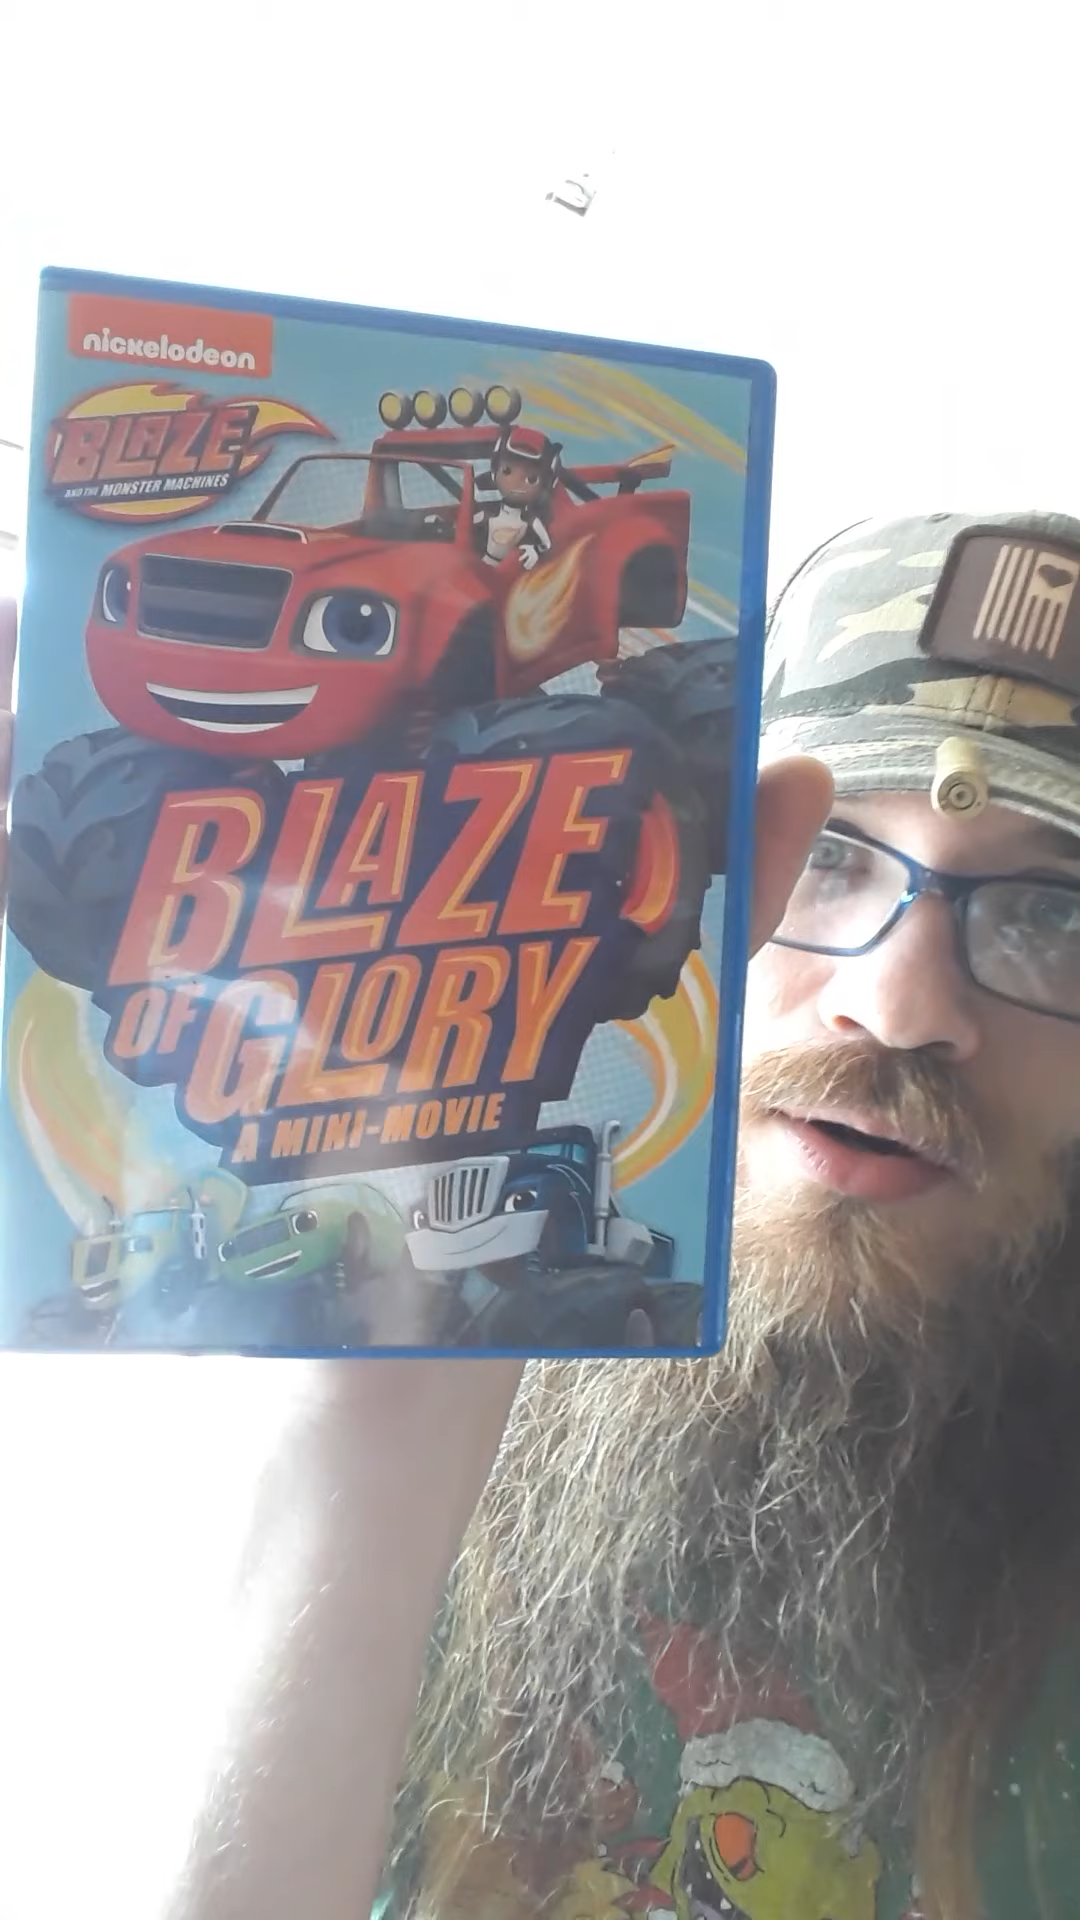 nickelodeon
BLAZE
AND THE MONSTER MACHINES
BLAZE
OF GLORY
A MINI-MOVIE